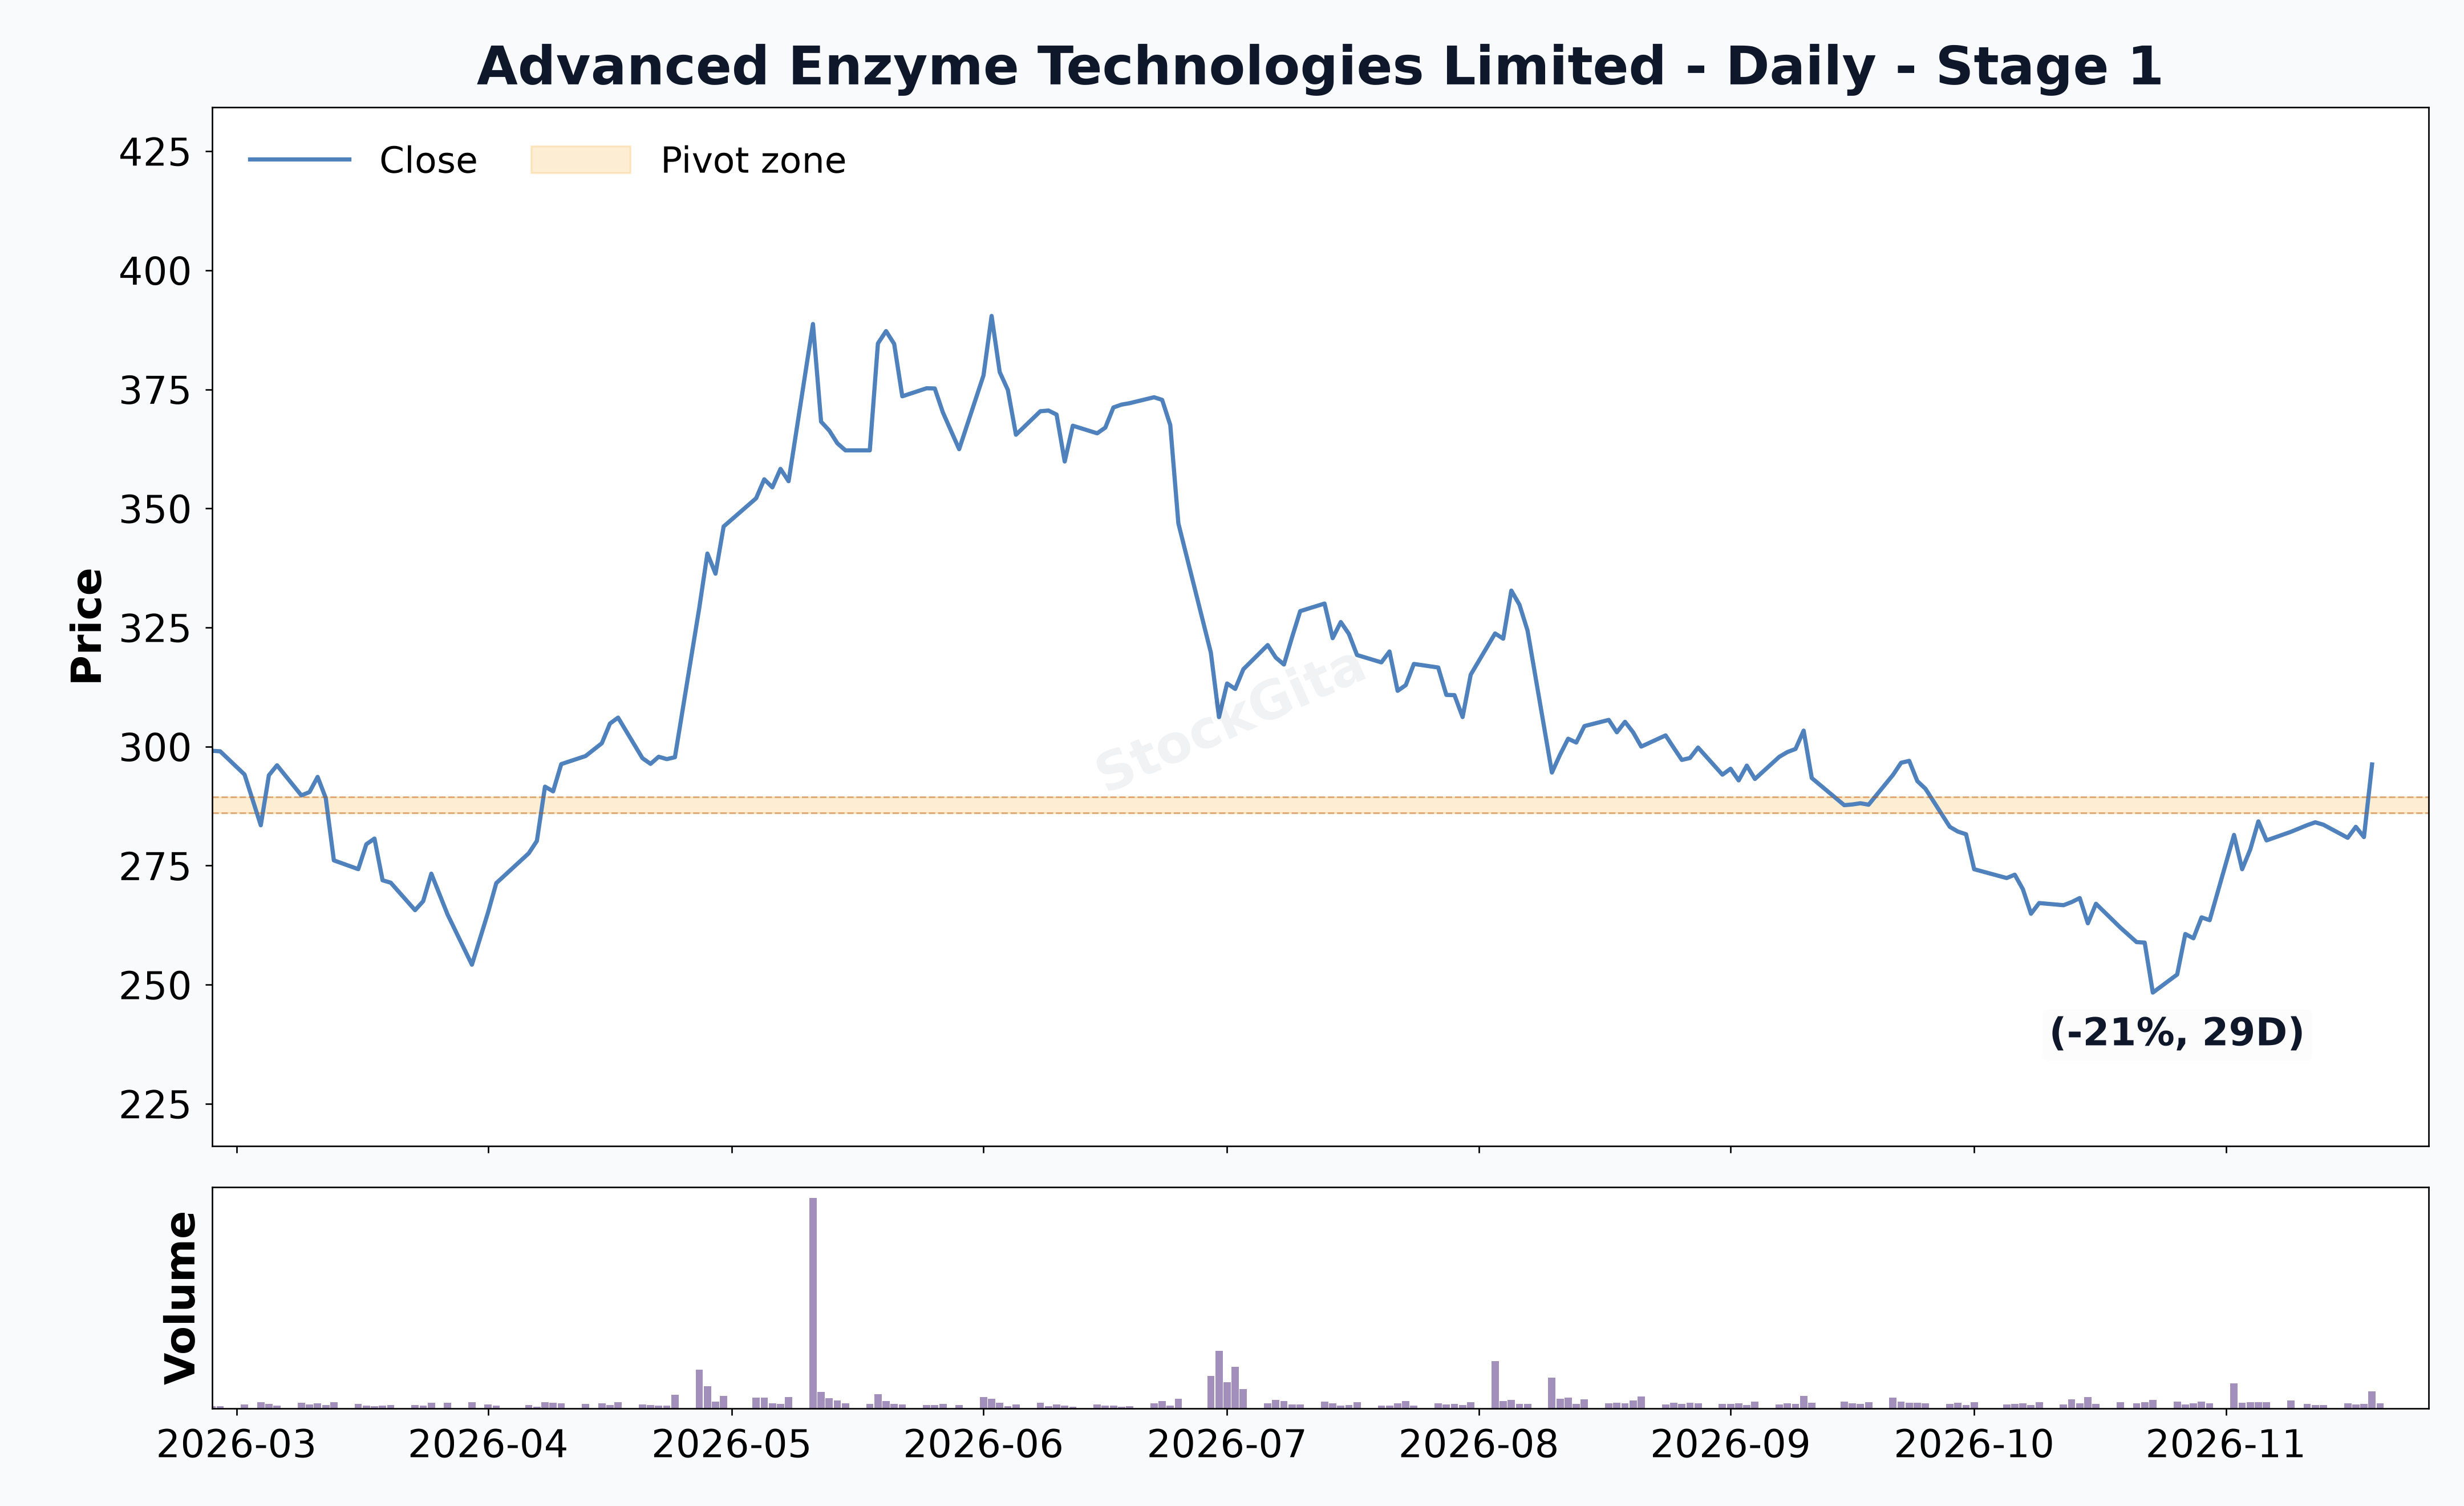 Advanced Enzyme Technologies Limited - Daily - Stage 1
Close
Pivot zone
Price
425
400
375
350
325
300
275
250
225
StockGita
(-21%, 29D)
Volume
2026-03
2026-04
2026-05
2026-06
2026-07
2026-08
2026-09
2026-10
2026-11